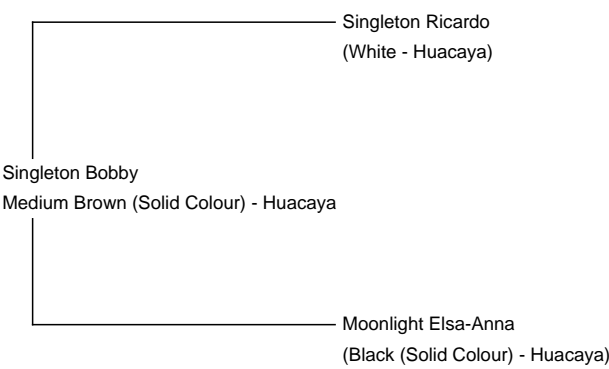 Singleton Ricardo
(White - Huacaya)
Singleton Bobby
Medium Brown (Solid Colour) - Huacaya
Moonlight Elsa-Anna
(Black (Solid Colour) - Huacaya)